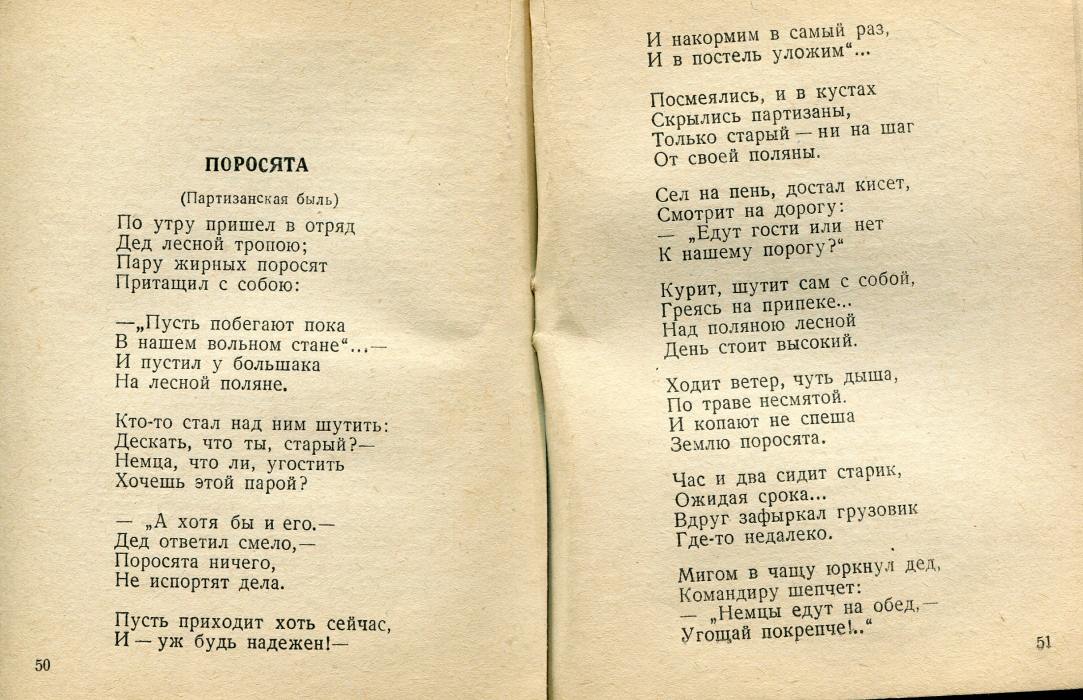 ПОРОСЯТА
(Партизанская быль)
По утру пришел в отряд
Дед лесной тропою;
Пару жирных поросят
Притащил с собою:
—„Пусть побегают пока
В нашем вольном стане“...—
И пустил у большака
На лесной поляне.
Кто-то стал над ним шутить:
Дескать, что ты, старый?—
Немца, что ли, угостить
Хочешь этой парой?
— „А хотя бы и его.—
Дед ответил смело,—
Поросята ничего,
Не испортят дела.
Пусть приходит хоть сейчас,
И — уж будь надежен!—
50
И накормим в самый раз,
И в постель уложим“...
Посмеялись, и в кустах
Скрылись партизаны,
Только старый — ни на шаг
От своей поляны.
Сел на пень, достал кисет,
Смотрит на дорогу:
— „Едут гости или нет
К нашему порогу?“
Курит, шутит сам с собой,
Греясь на припеке...
Над поляною лесной
День стоит высокий.
Ходит ветер, чуть дыша,
По траве несмятой.
И копают не спеша
Землю поросята.
Час и два сидит старик,
Ожидая срока...
Вдруг зафыркал грузовик
Где-то недалеко.
Мигом в чащу юркнул дед,
Командиру шепчет:
— „Немцы едут на обед,—
Угощай покрепче!..“
51